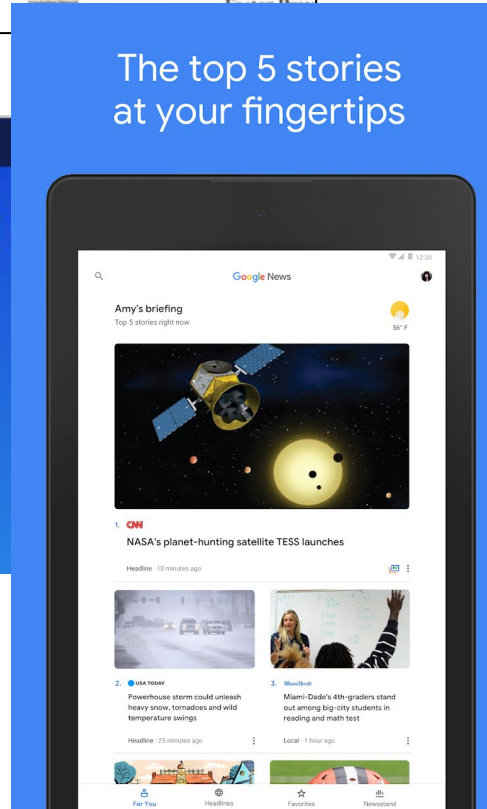 The top 5 stories
at your fingertips
12:30
Google News
Amy's briefing
Top 5 stories right now
56° F
1. CNN
NASA's planet-hunting satellite TESS launches
Headline · 10 minutes ago
2. USA TODAY
Powerhouse storm could unleash
heavy snow, tornadoes and wild
temperature swings
Headline · 25 minutes ago
3. Miami Herald
Miami-Dade's 4th-graders stand
out among big-city students in
reading and math test
Local · 1 hour ago
For You
Headlines
Favorites
Newsstand